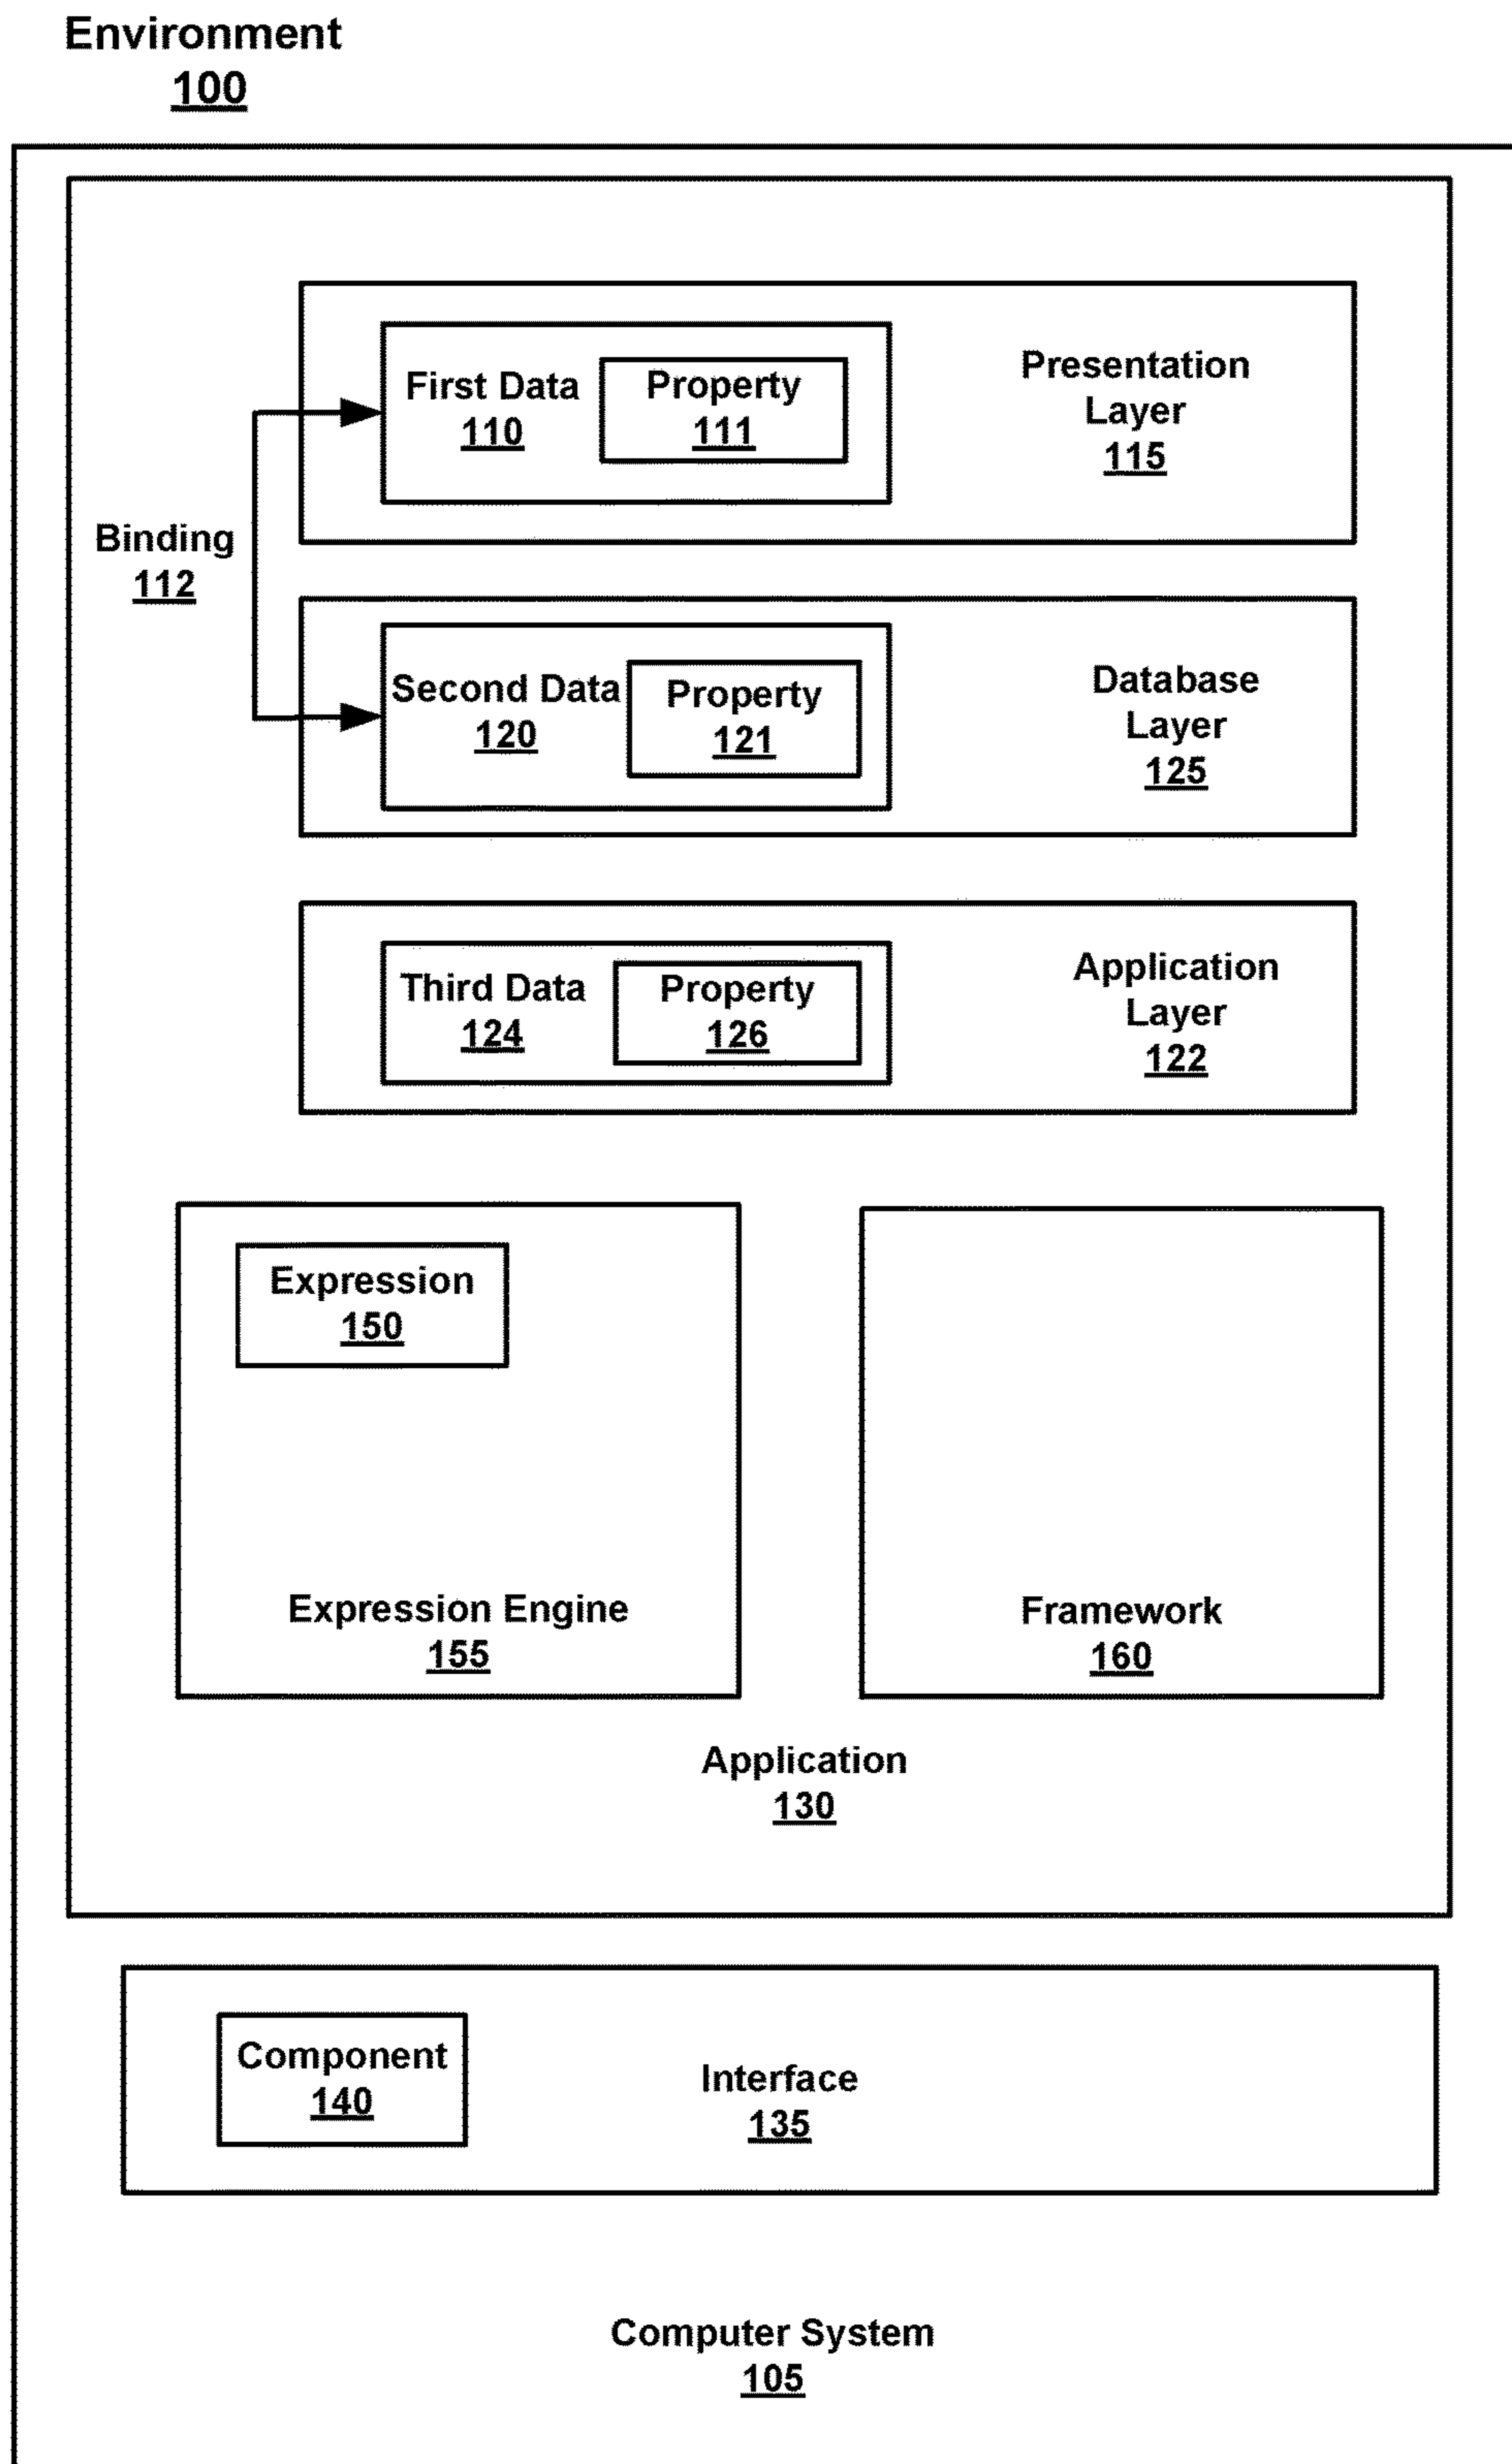 Environment
100
First Data
110
Property
111
Presentation
Layer
115
Binding
112
Second Data
120
Property
121
Database
Layer
125
Third Data
124
Property
126
Application
Layer
122
Expression
150
Expression Engine
155
Framework
160
Application
130
Component
140
Interface
135
Computer System
105